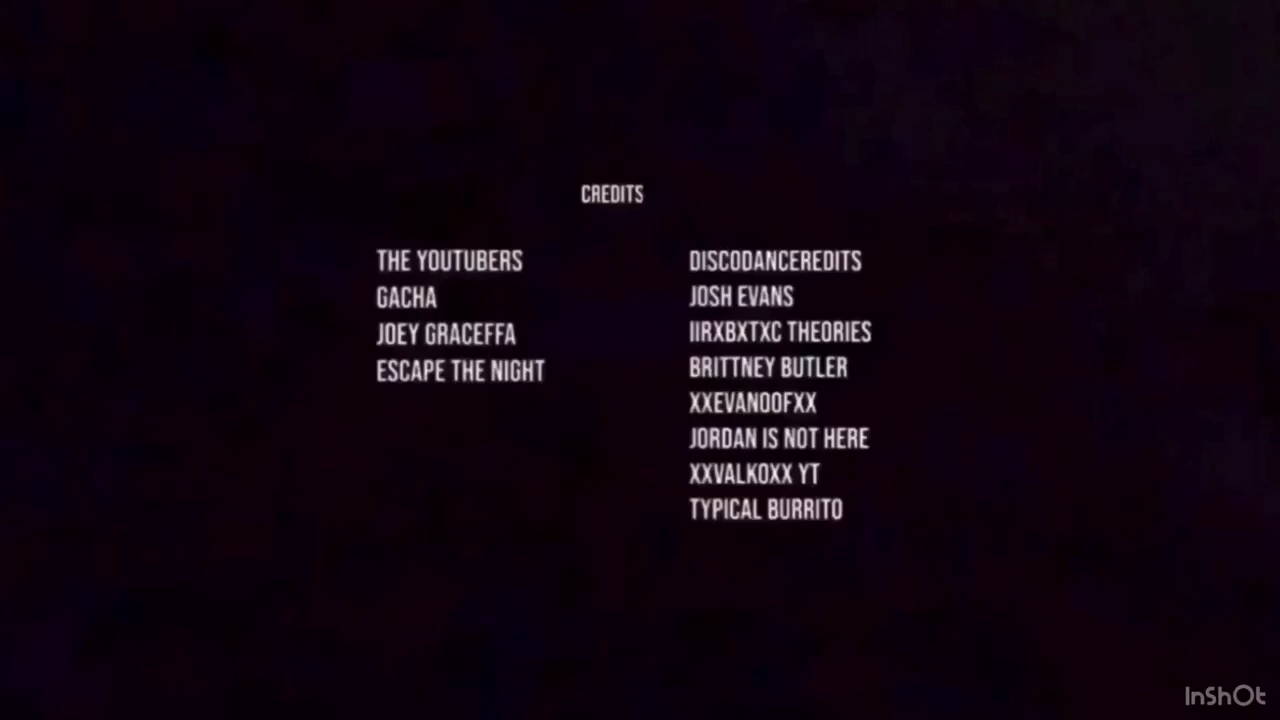 CREDITS
THE YOUTUBERS
GACHA
JOEY GRACEFFA
ESCAPE THE NIGHT
DISCODANCEREDITS
JOSH EVANS
IIRXBXTXC THEORIES
BRITTNEY BUTLER
XXEVANOOFXX
JORDAN IS NOT HERE
XXVALKOXX YT
TYPICAL BURRITO
InShOt